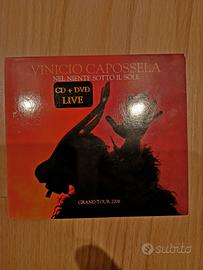 VINICIO CAPOSSELA
NEL NIENTE SOTTO IL SOLE
CD + DVD
LIVE
GRAND TOUR 2006
subito